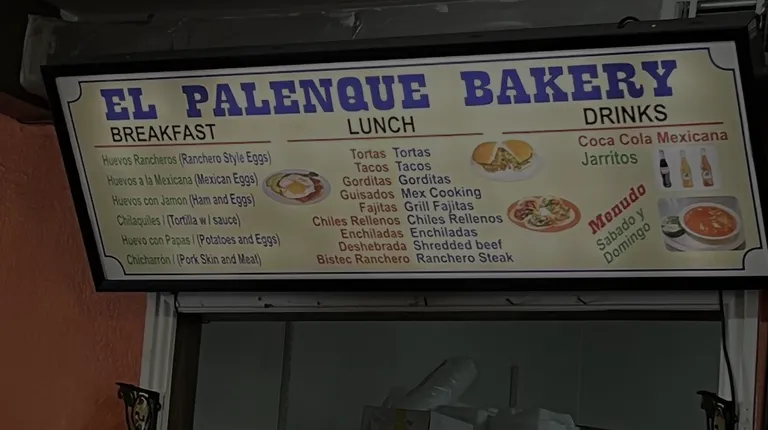 EL PALENQUE BAKERY
BREAKFAST
Huevos Rancheros (Ranchero Style Eggs)
Huevos a la Mexicana (Mexican Eggs)
Huevos con Jamon (Ham and Eggs)
Chilaquiles / (Tortilla w / sauce)
Huevo con Papas / (Potatoes and Eggs)
Chicharrón / (Pork Skin and Meat)
LUNCH
Tortas Tortas
Tacos Tacos
Gorditas Gorditas
Guisados Mex Cooking
Fajitas Grill Fajitas
Chiles Rellenos Chiles Rellenos
Enchiladas Enchiladas
Deshebrada Shredded beef
Bistec Ranchero Ranchero Steak
DRINKS
Coca Cola Mexicana
Jarritos
Menudo
Sabado y
Domingo